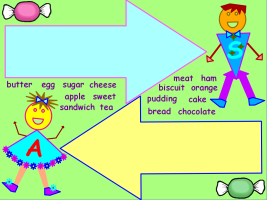 S
butter egg sugar cheese
apple sweet
sandwich tea
meat ham
biscuit orange
pudding cake
bread chocolate
A